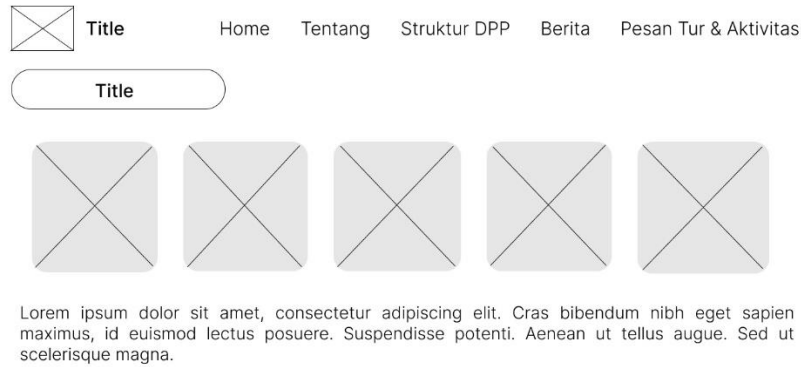 Title Home Tentang Struktur DPP Berita Pesan Tur & Aktivitas
Title
Lorem ipsum dolor sit amet, consectetur adipiscing elit. Cras bibendum nibh eget sapien
maximus, id euismod lectus posuere. Suspendisse potenti. Aenean ut tellus augue. Sed ut
scelerisque magna.